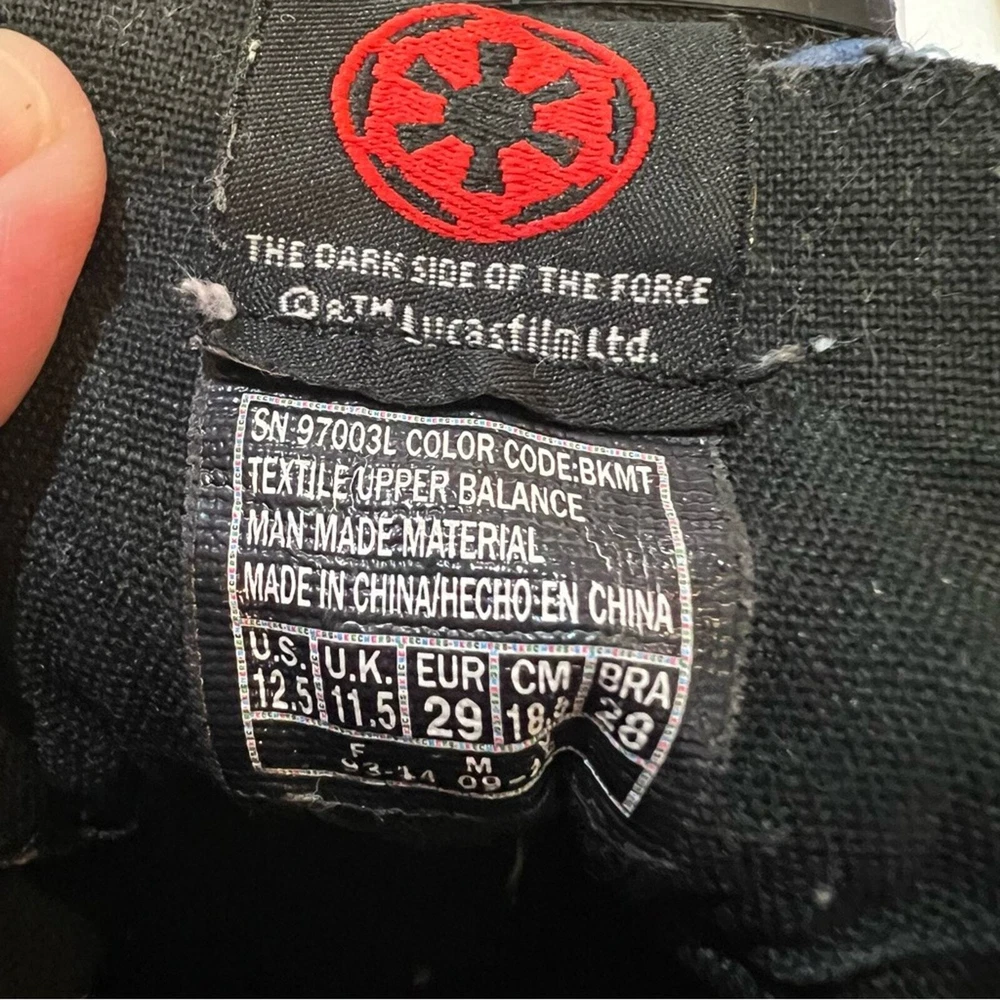 THE DARK SIDE OF THE FORCE
©&™ Lucasfilm Ltd.
SN 97003L COLOR CODE:BKMT
TEXTILE/UPPER BALANCE
MAN MADE MATERIAL
MADE IN CHINA/HECHO EN CHINA
U.S. U.K. EUR CM BRA
12.5 11.5 29 28
F M